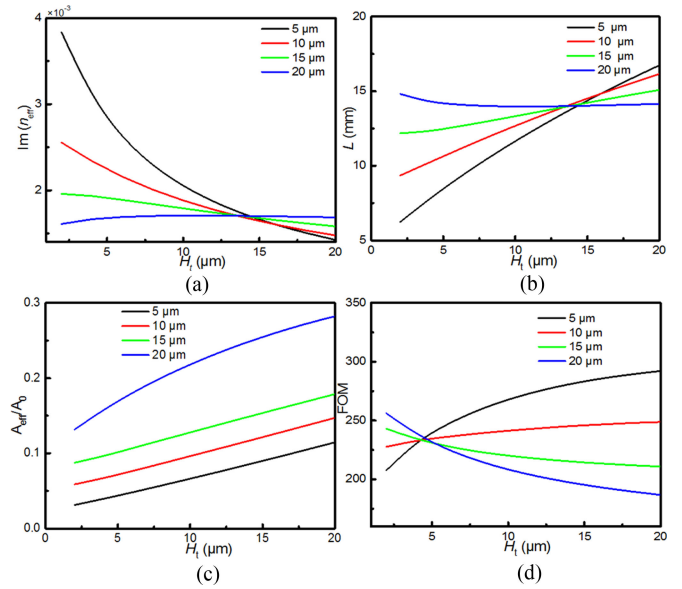 ×10⁻³
4
3
2
Im (n_eff)
5 µm
10 µm
15 µm
20 µm
5 10 15 20
H_t (µm)
(a)
20
15
10
5
L (mm)
5 µm
10 µm
15 µm
20 µm
0 5 10 15 20
H_t (µm)
(b)
0.3
0.2
0.1
0.0
A_eff/A_0
5 µm
10 µm
15 µm
20 µm
0 5 10 15 20
H_t (µm)
(c)
350
300
250
200
FOM
5 µm
10 µm
15 µm
20 µm
5 10 15 20
H_t (µm)
(d)